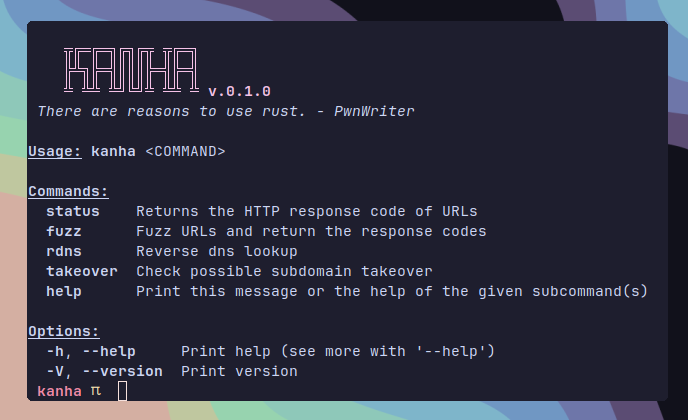 KANHA v.0.1.0
There are reasons to use rust. - PwnWriter
Usage: kanha <COMMAND>
Commands:
status Returns the HTTP response code of URLs
fuzz Fuzz URLs and return the response codes
rdns Reverse dns lookup
takeover Check possible subdomain takeover
help Print this message or the help of the given subcommand(s)
Options:
-h, --help Print help (see more with '--help')
-V, --version Print version
kanha π